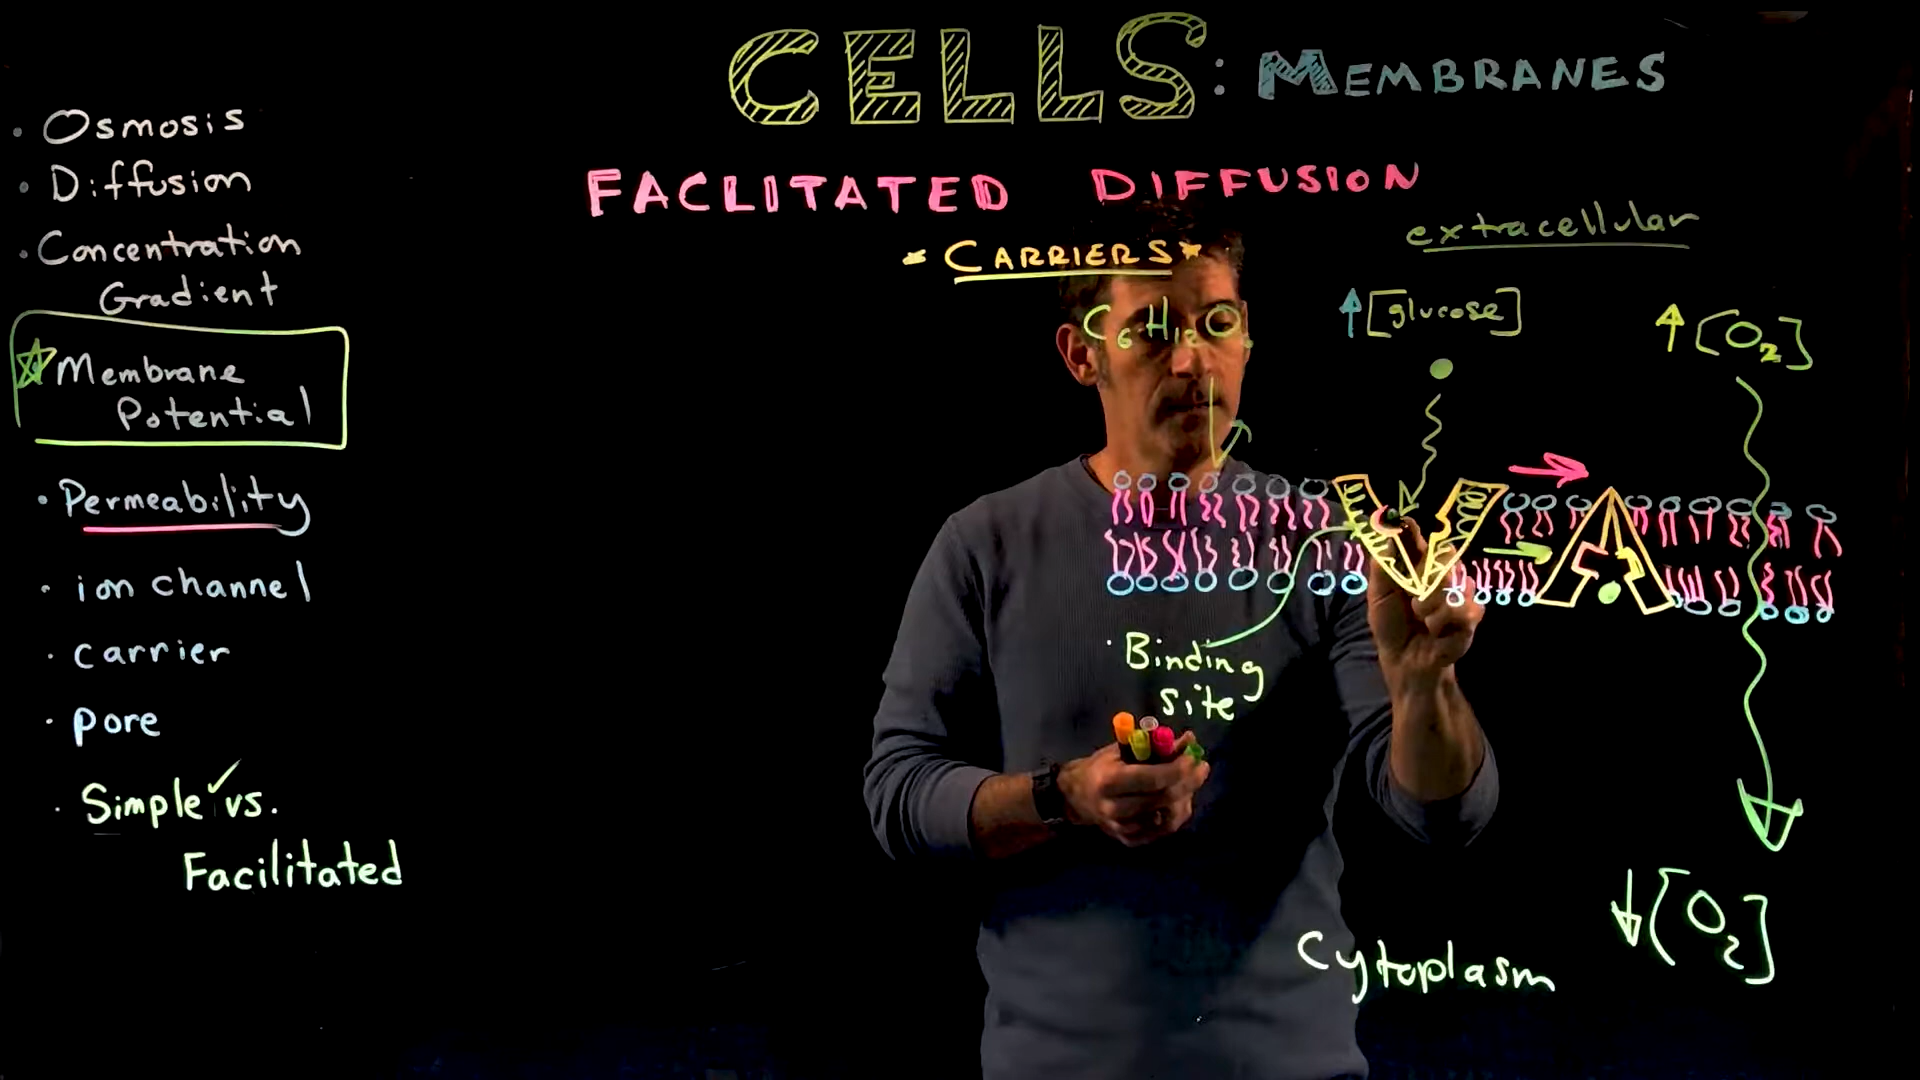 CELLS: MEMBRANES
FACLITATED DIFFUSION
CARRIERS
extracellular
C6H12O
↑[glucose]
↑[O2]
Binding
site
Cytoplasm
↓[O2]
• Osmosis
• Diffusion
• Concentration
Gradient
☆Membrane
Potential
• Permeability
• ion channel
• carrier
• pore
• Simple✓vs.
Facilitated